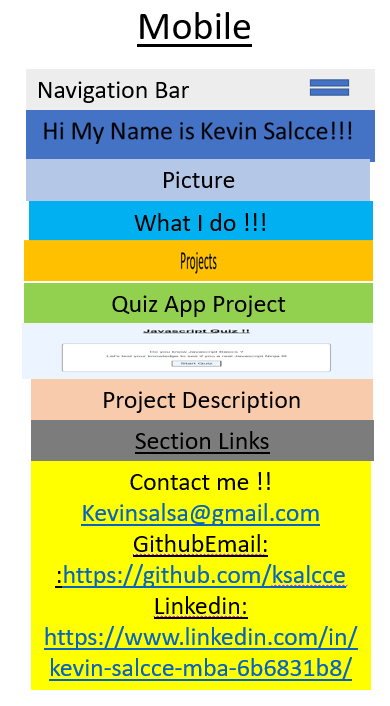 Mobile
Navigation Bar
Hi My Name is Kevin Salcce!!!
Picture
What I do !!!
Projects
Quiz App Project
Javascript Quiz !!
Do you know Javascript Basics ?
Let's test your knowledge to see if you a real Javascript Ninja !!!
Start Quiz
Project Description
Section Links
Contact me !!
Kevinsalsa@gmail.com
GithubEmail:
:https://github.com/ksalcce
Linkedin:
https://www.linkedin.com/in/
kevin-salcce-mba-6b6831b8/